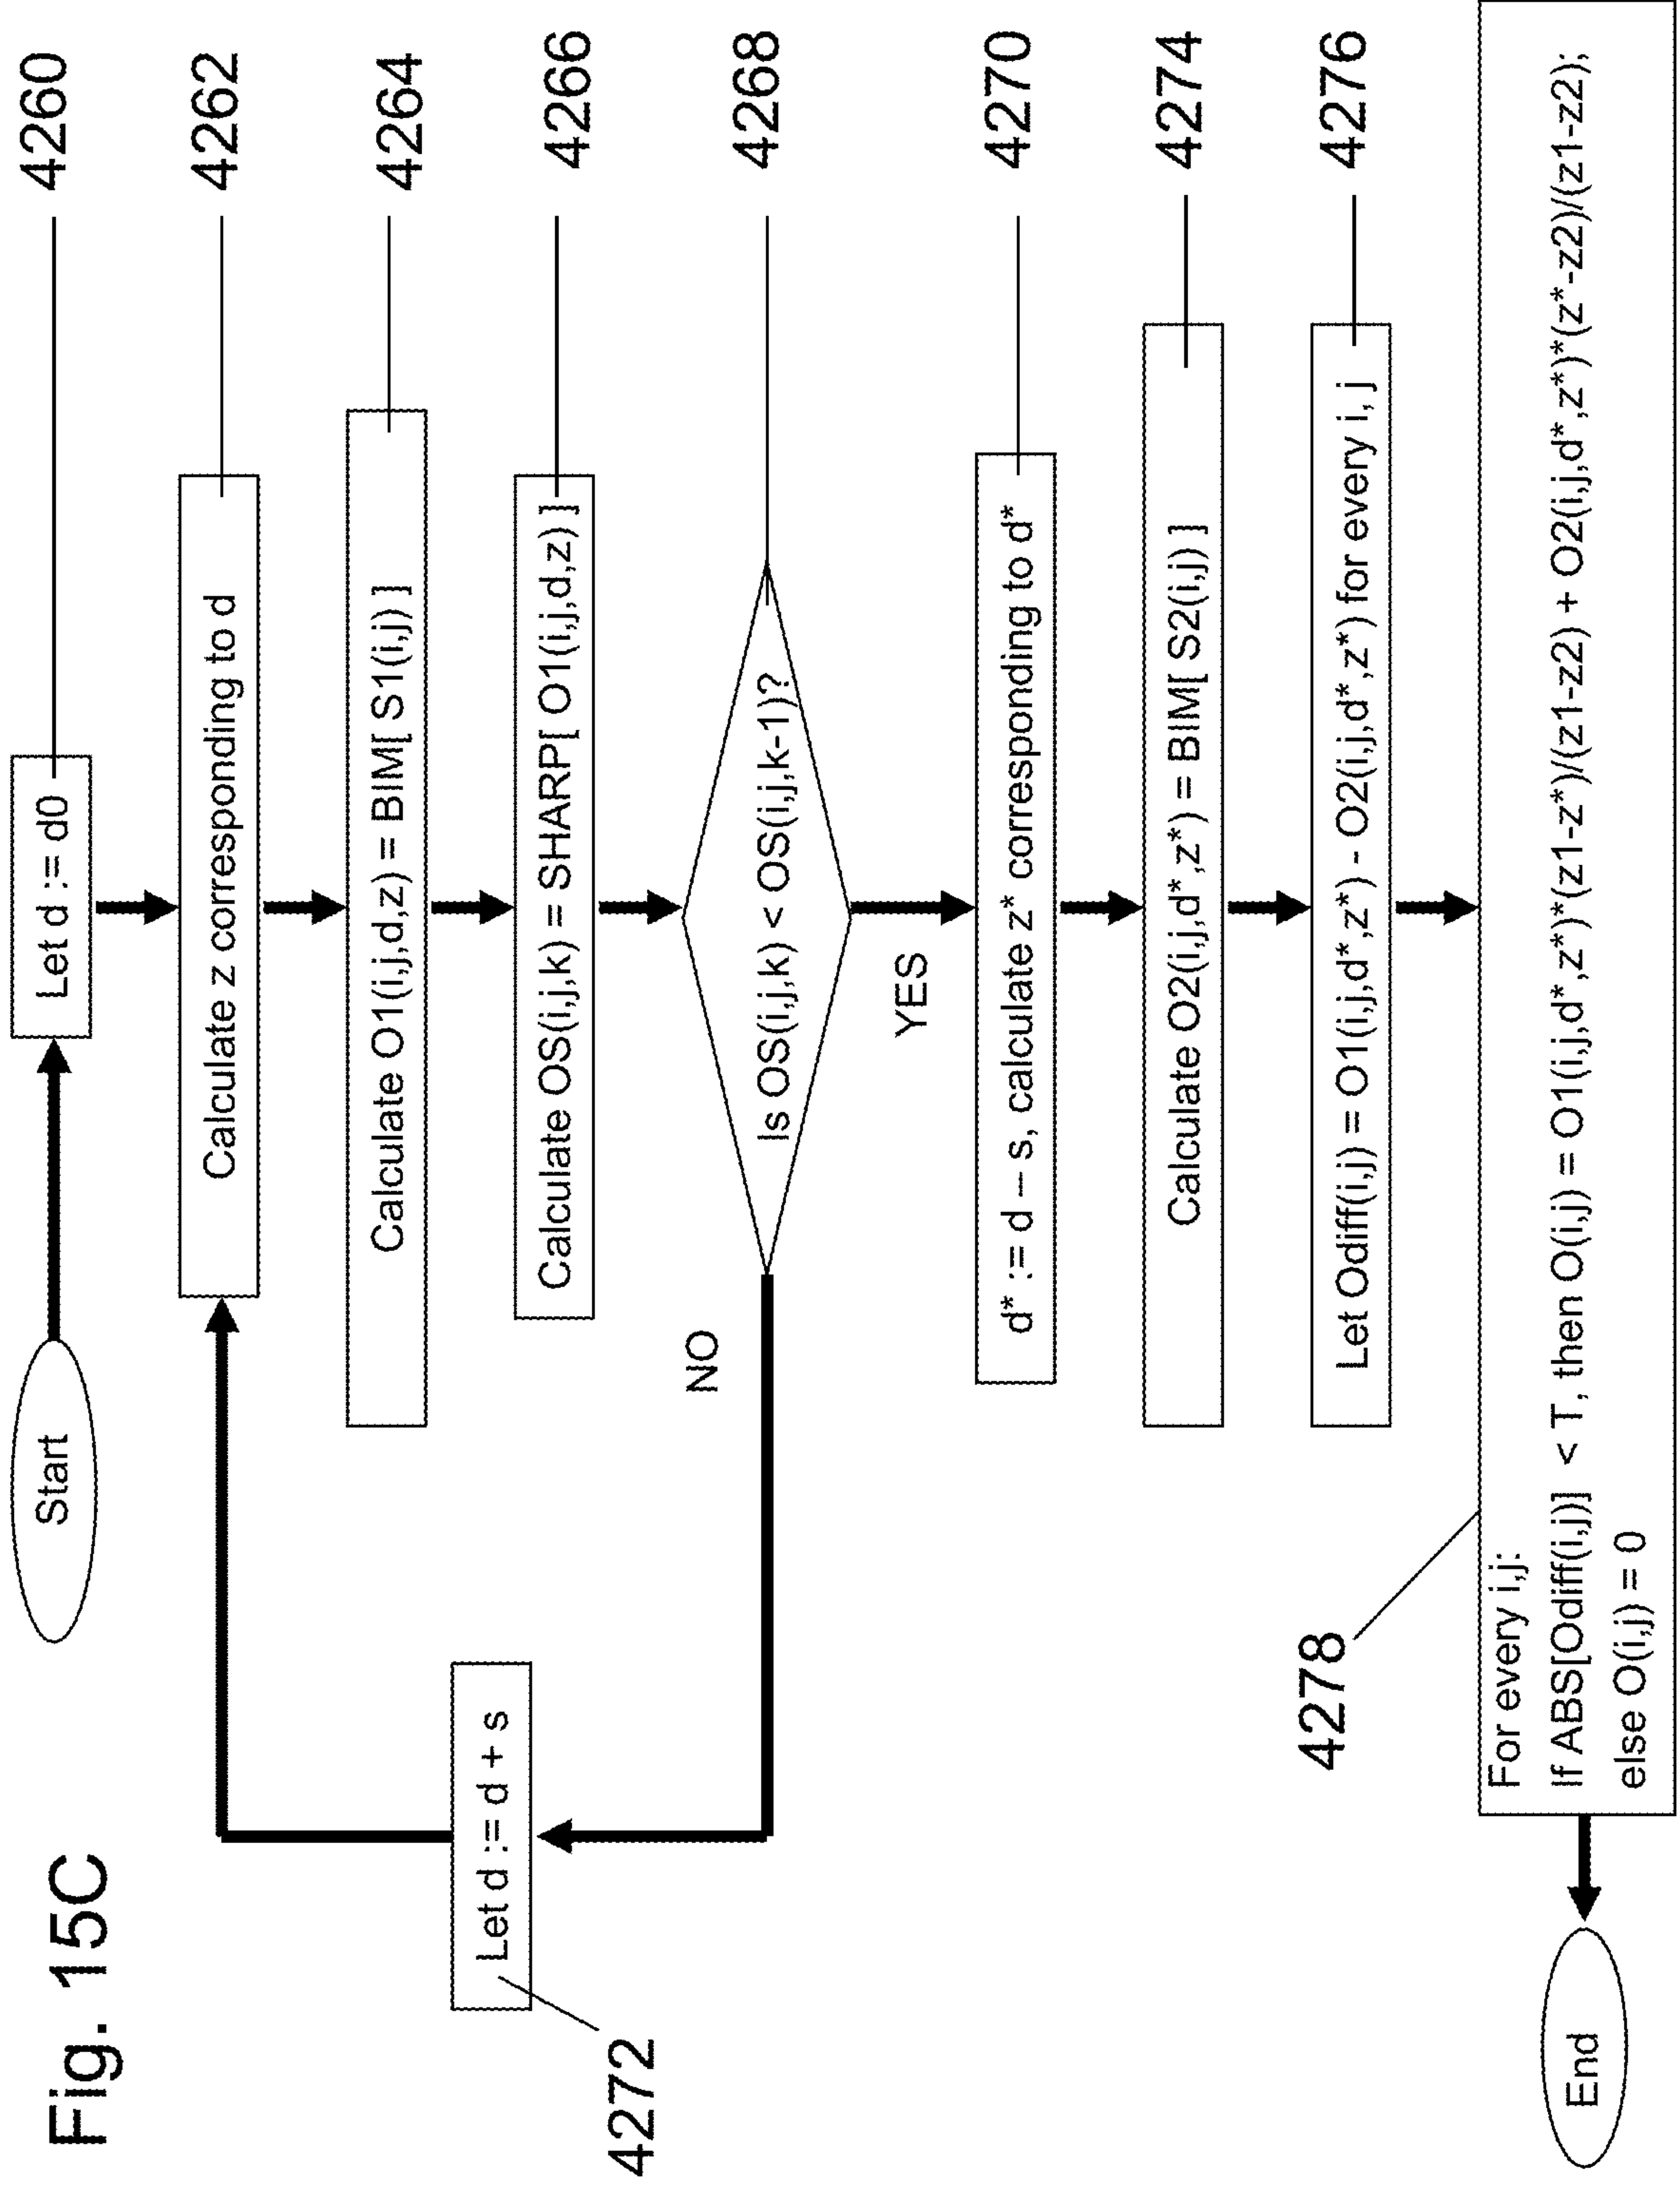 Fig. 15C
Start
Let d := d0
4260
Calculate z corresponding to d
4262
Calculate O1(i,j,d,z) = BIM[ S1(i,j) ]
4264
Calculate OS(i,j,k) = SHARP[ O1(i,j,d,z) ]
4266
Is OS(i,j,k) < OS(i,j,k-1)?
4268
NO
YES
Let d := d + s
4272
d* := d – s, calculate z* corresponding to d*
4270
Calculate O2(i,j,d*,z*) = BIM[ S2(i,j) ]
4274
Let Odiff(i,j) = O1(i,j,d*,z*) - O2(i,j,d*,z*) for every i, j
4276
4278
For every i,j:
If ABS[Odiff(i,j)] < T, then O(i,j) = O1(i,j,d*,z*)*(z1-z*)/(z1-z2) + O2(i,j,d*,z*)*(z*-z2)/(z1-z2);
else O(i,j) = 0
End